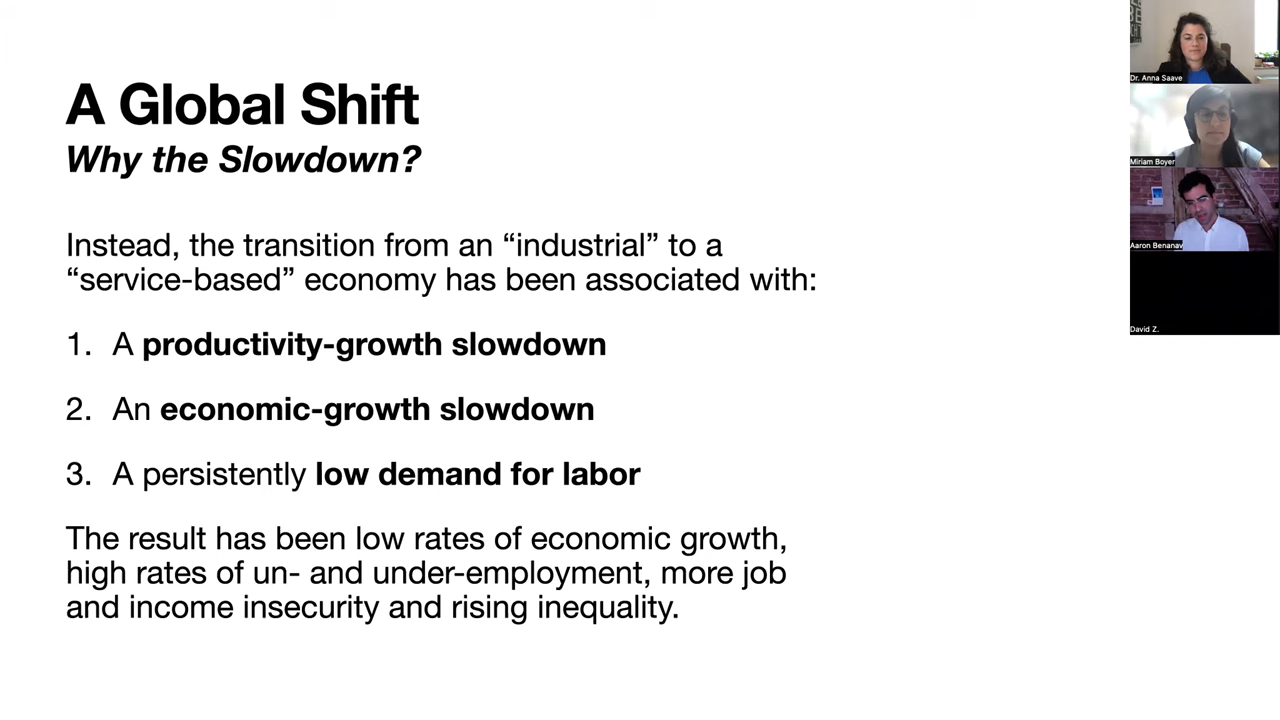 A Global Shift
Why the Slowdown?
Instead, the transition from an “industrial” to a
“service-based” economy has been associated with:
1. A productivity-growth slowdown
2. An economic-growth slowdown
3. A persistently low demand for labor
The result has been low rates of economic growth,
high rates of un- and under-employment, more job
and income insecurity and rising inequality.
Dr. Anna Saave
Miriam Boyer
Aaron Benanav
David Z.